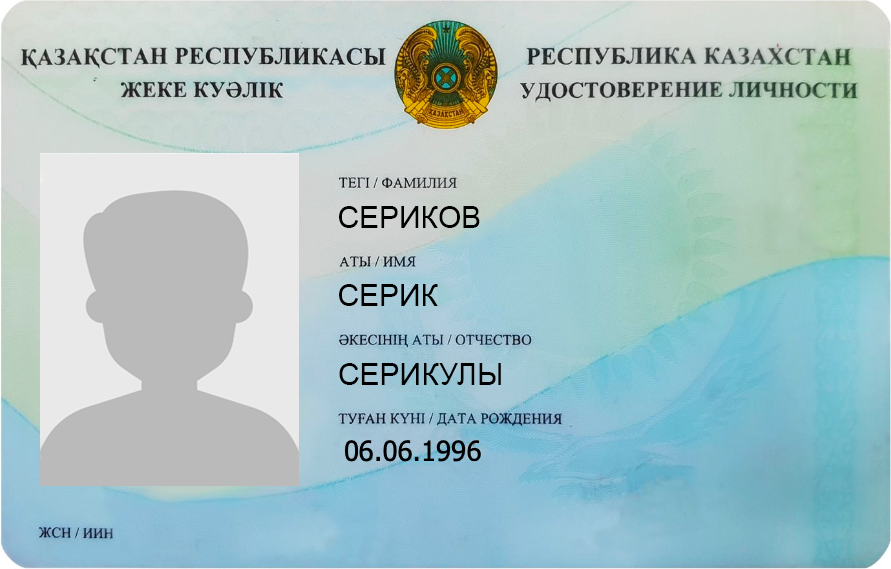 ҚАЗАҚСТАН РЕСПУБЛИКАСЫ
ЖЕКЕ КУӘЛІК
ҚАЗАҚСТАН
РЕСПУБЛИКА КАЗАХСТАН
УДОСТОВЕРЕНИЕ ЛИЧНОСТИ
ТЕГІ / ФАМИЛИЯ
СЕРИКОВ
АТЫ / ИМЯ
СЕРИК
ӘКЕСІНІҢ АТЫ / ОТЧЕСТВО
СЕРИКУЛЫ
ТУҒАН КҮНІ / ДАТА РОЖДЕНИЯ
06.06.1996
ЖСН / ИИН